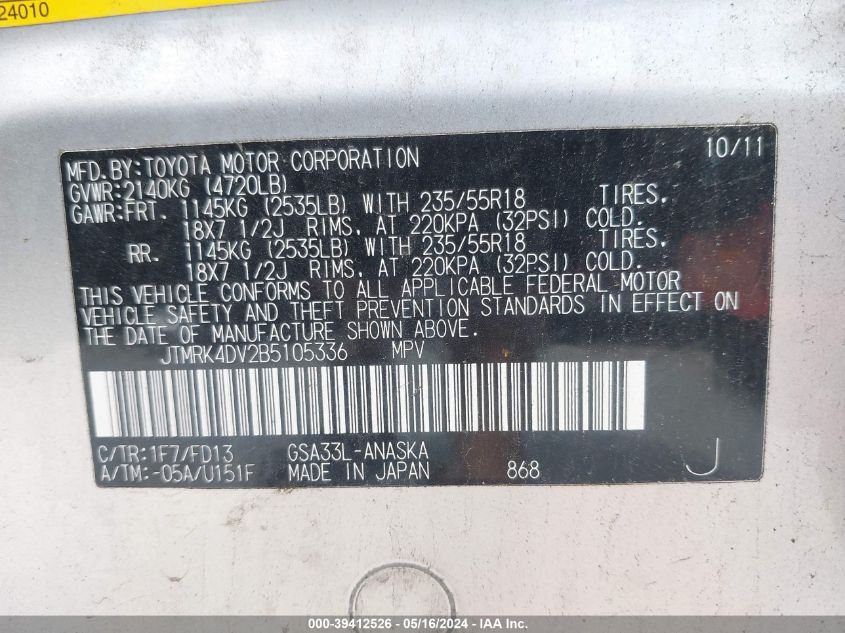 24010
MFD.BY:TOYOTA MOTOR CORPORATION 10/11
GVWR:2140KG (4720LB)
GAWR:FRT. 1145KG (2535LB) WITH 235/55R18 TIRES.
18X7 1/2J RIMS, AT 220KPA (32PSI) COLD.
RR. 1145KG (2535LB) WITH 235/55R18 TIRES.
18X7 1/2J RIMS, AT 220KPA (32PSI) COLD.
THIS VEHICLE CONFORMS TO ALL APPLICABLE FEDERAL MOTOR
VEHICLE SAFETY AND THEFT PREVENTION STANDARDS IN EFFECT ON
THE DATE OF MANUFACTURE SHOWN ABOVE.
JTMRK4DV2B5105336 MPV
C/TR:1F7/FD13 GSA33L-ANASKA
A/TM:-05A/U151F MADE IN JAPAN 868 J
000-39412526 - 05/16/2024 - IAA Inc.